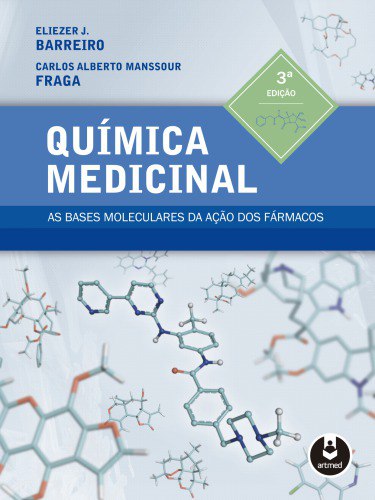 ELIEZER J.
BARREIRO
CARLOS ALBERTO MANSSOUR
FRAGA
3ª
EDIÇÃO
QUÍMICA
MEDICINAL
AS BASES MOLECULARES DA AÇÃO DOS FÁRMACOS
artmed